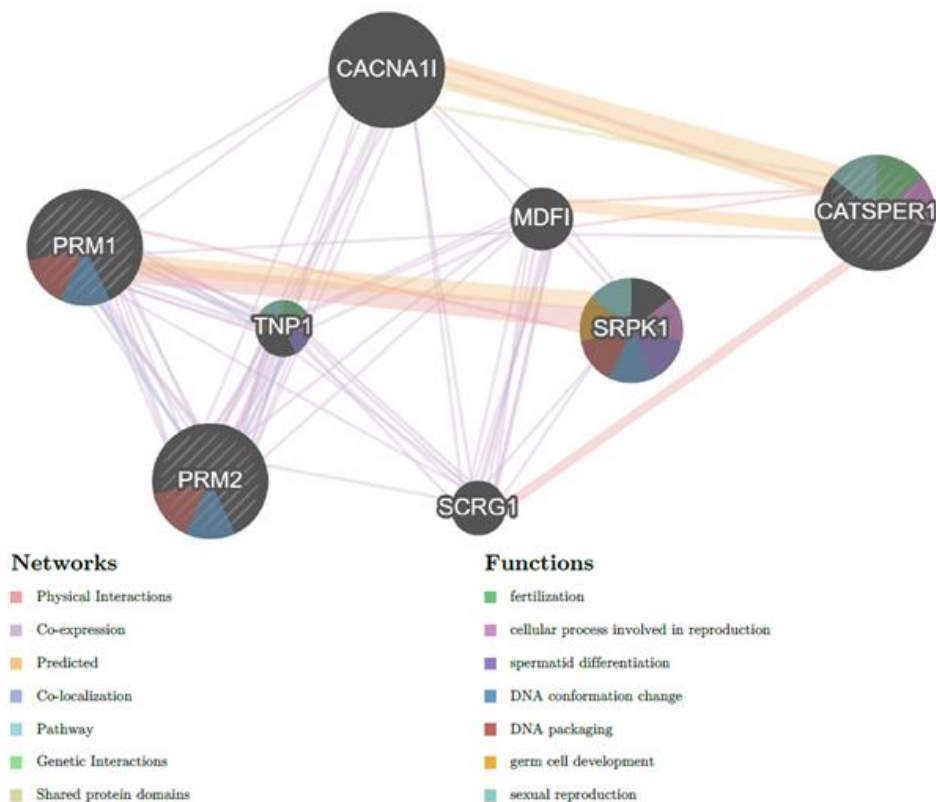 CACNA1I
CATSPER1
MDFI
PRM1
TNP1
SRPK1
PRM2
SCRG1
Networks
Physical Interactions
Co-expression
Predicted
Co-localization
Pathway
Genetic Interactions
Shared protein domains
Functions
fertilization
cellular process involved in reproduction
spermatid differentiation
DNA conformation change
DNA packaging
germ cell development
sexual reproduction